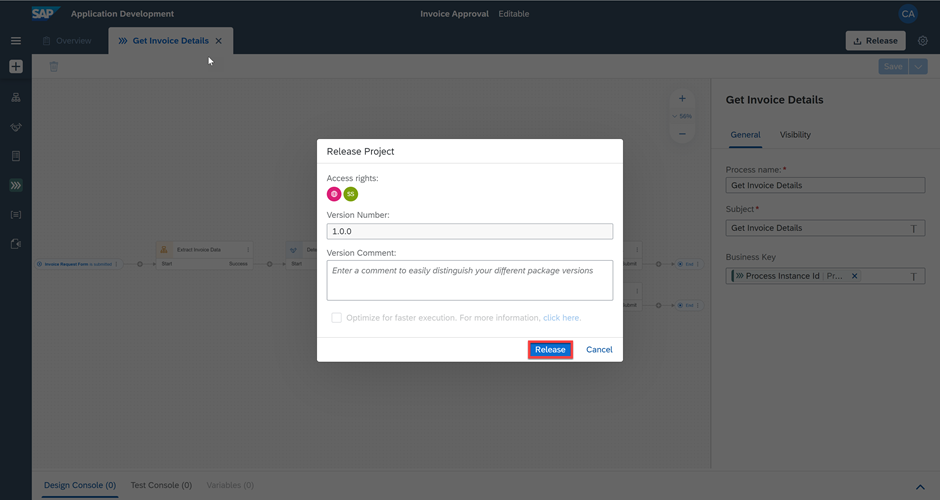 SAP Application Development Invoice Approval Editable CA
Overview Get Invoice Details Release
Save
Get Invoice Details
General Visibility
Process name:*
Get Invoice Details
Subject*
Get Invoice Details
T
Business Key
Process Instance Id Pr...
T
50%
Extract Invoice Data
Start Success
Start
Invoice Request Form is submitted
Submit
End
Submit
End
Release Project
Access rights:
SS
Version Number:
1.0.0
Version Comment:
Enter a comment to easily distinguish your different package versions
Optimize for faster execution. For more information, click here.
Release Cancel
Design Console (0) Test Console (0) Variables (0)